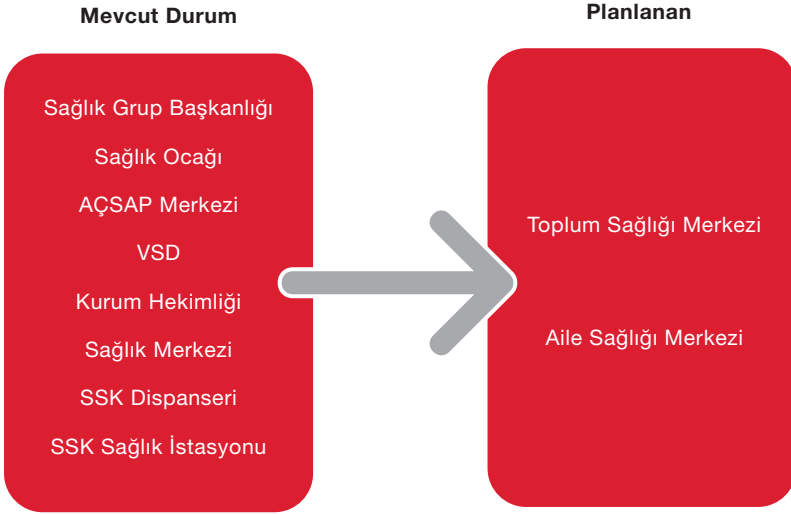 Mevcut Durum
Sağlık Grup Başkanlığı
Sağlık Ocağı
AÇSAP Merkezi
VSD
Kurum Hekimliği
Sağlık Merkezi
SSK Dispanseri
SSK Sağlık İstasyonu
Planlanan
Toplum Sağlığı Merkezi
Aile Sağlığı Merkezi